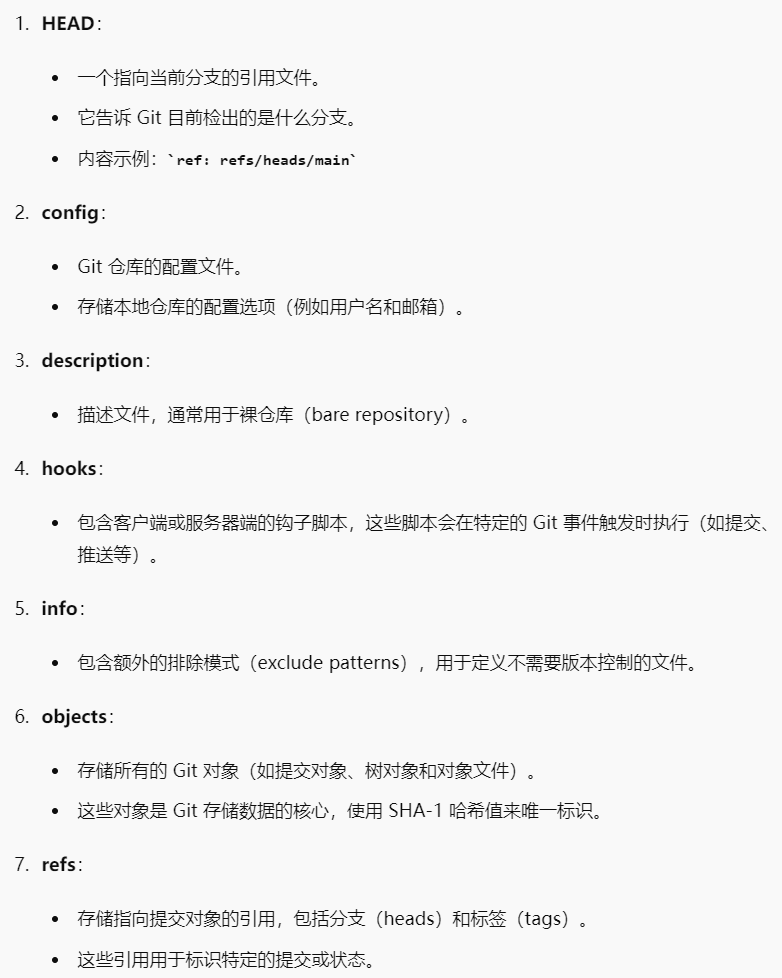 1. HEAD：
• 一个指向当前分支的引用文件。
• 它告诉 Git 目前检出的是什么分支。
• 内容示例：`ref: refs/heads/main`
2. config：
• Git 仓库的配置文件。
• 存储本地仓库的配置选项（例如用户名和邮箱）。
3. description：
• 描述文件，通常用于裸仓库（bare repository）。
4. hooks：
• 包含客户端或服务器端的钩子脚本，这些脚本会在特定的 Git 事件触发时执行（如提交、
推送等）。
5. info：
• 包含额外的排除模式（exclude patterns），用于定义不需要版本控制的文件。
6. objects：
• 存储所有的 Git 对象（如提交对象、树对象和对象文件）。
• 这些对象是 Git 存储数据的核心，使用 SHA-1 哈希值来唯一标识。
7. refs：
• 存储指向提交对象的引用，包括分支（heads）和标签（tags）。
• 这些引用用于标识特定的提交或状态。